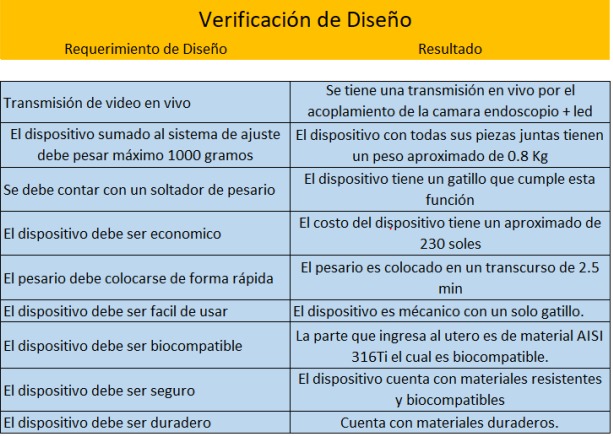 Verificación de Diseño
Requerimiento de Diseño Resultado
Transmisión de video en vivo
Se tiene una transmisión en vivo por el
acoplamiento de la camara endoscopio + led
El dispositivo sumado al sistema de ajuste
debe pesar máximo 1000 gramos
El dispositivo con todas sus piezas juntas tienen
un peso aproximado de 0.8 Kg
Se debe contar con un soltador de pesario
El dispositivo tiene un gatillo que cumple esta
función
El dispositivo debe ser economico
El costo del dispositivo tiene un aproximado de
230 soles
El pesario debe colocarse de forma rápida
El pesario es colocado en un transcurso de 2.5
min
El dispositivo debe ser facil de usar
El dispositivo es mécanico con un solo gatillo.
El dispositivo debe ser biocompatible
La parte que ingresa al utero es de material AISI
316Ti el cual es biocompatible.
El dispositivo debe ser seguro
El dispositivo cuenta con materiales resistentes
y biocompatibles
El dispositivo debe ser duradero
Cuenta con materiales duraderos.